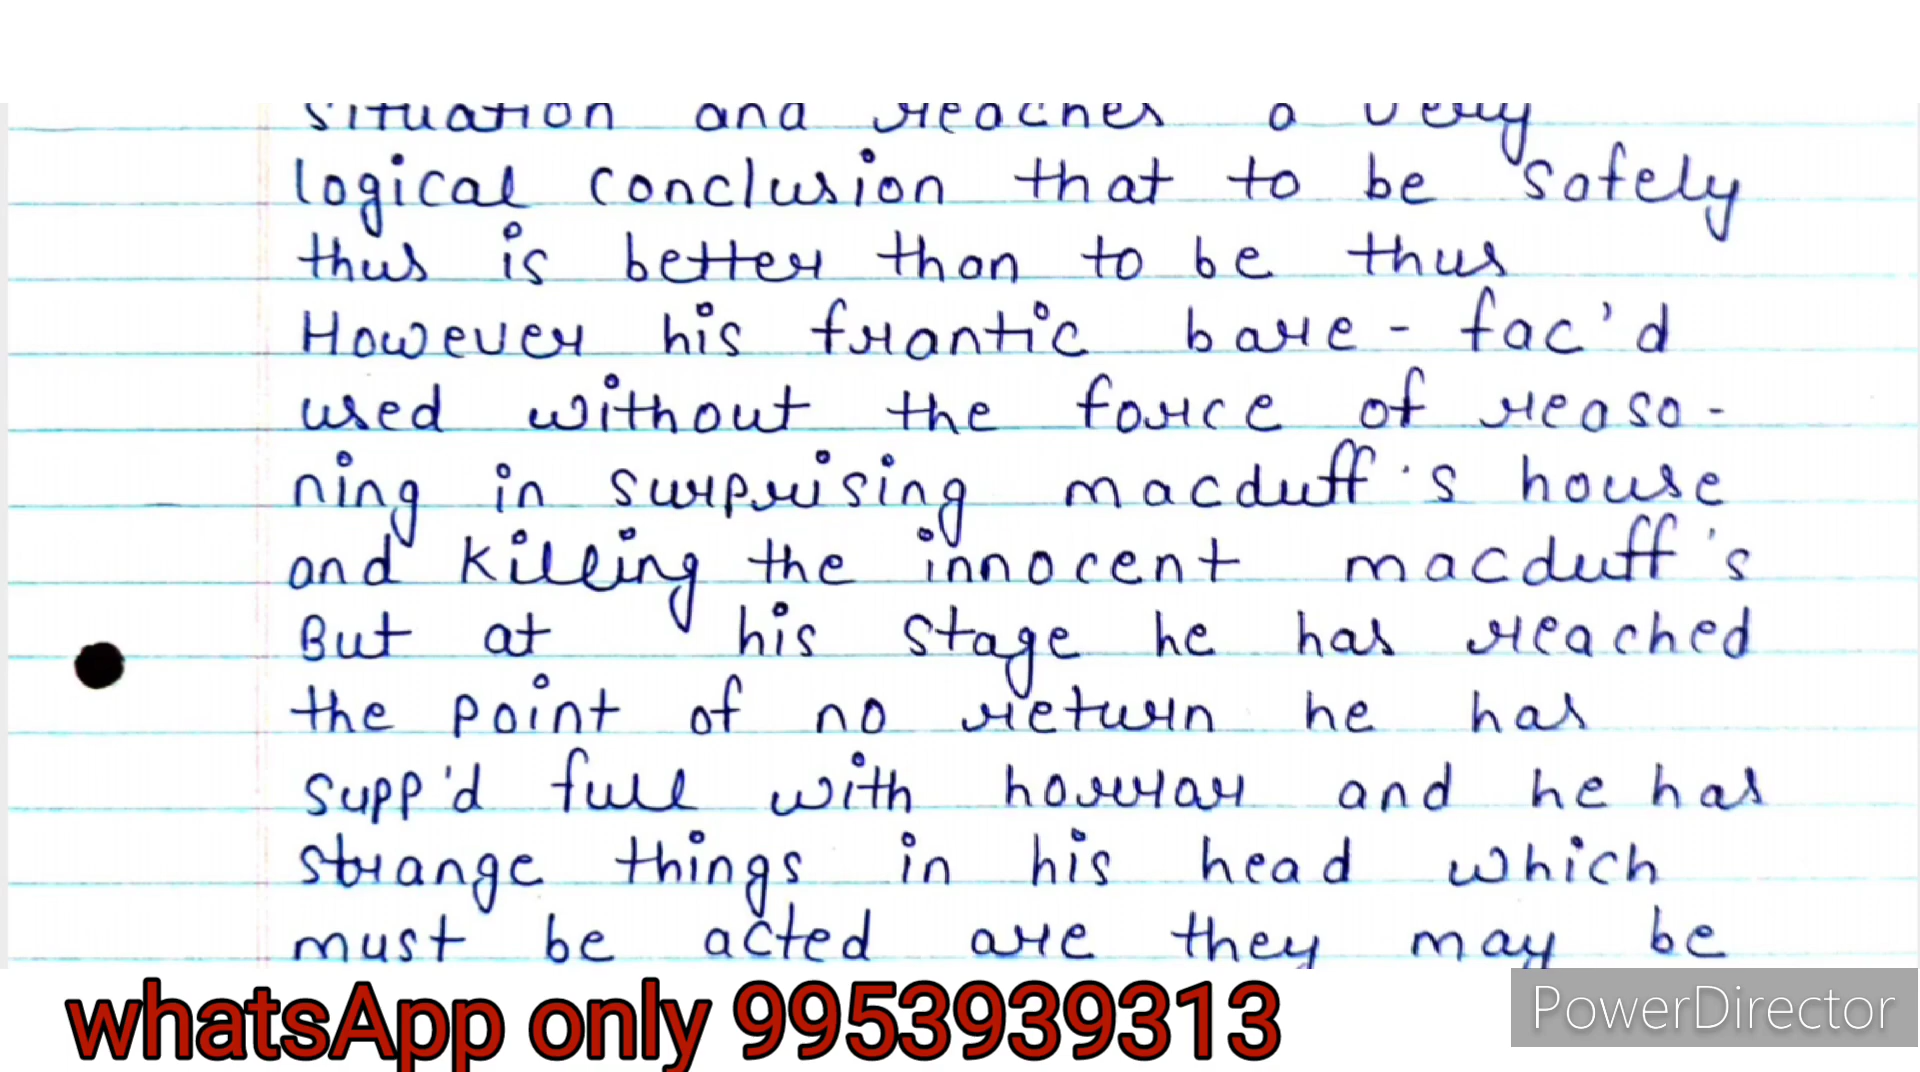 situation and reaches a very
logical conclusion that to be safely
thus is better than to be thus
However his frantic bare - fac'd
used without the force of reaso -
ning in surprising macduff's house
and killing the innocent macduff's
But at his stage he has reached
the point of no return he has
supp'd full with horrar and he has
strange things in his head which
must be acted are they may be
whatsApp only 9953939313
PowerDirector